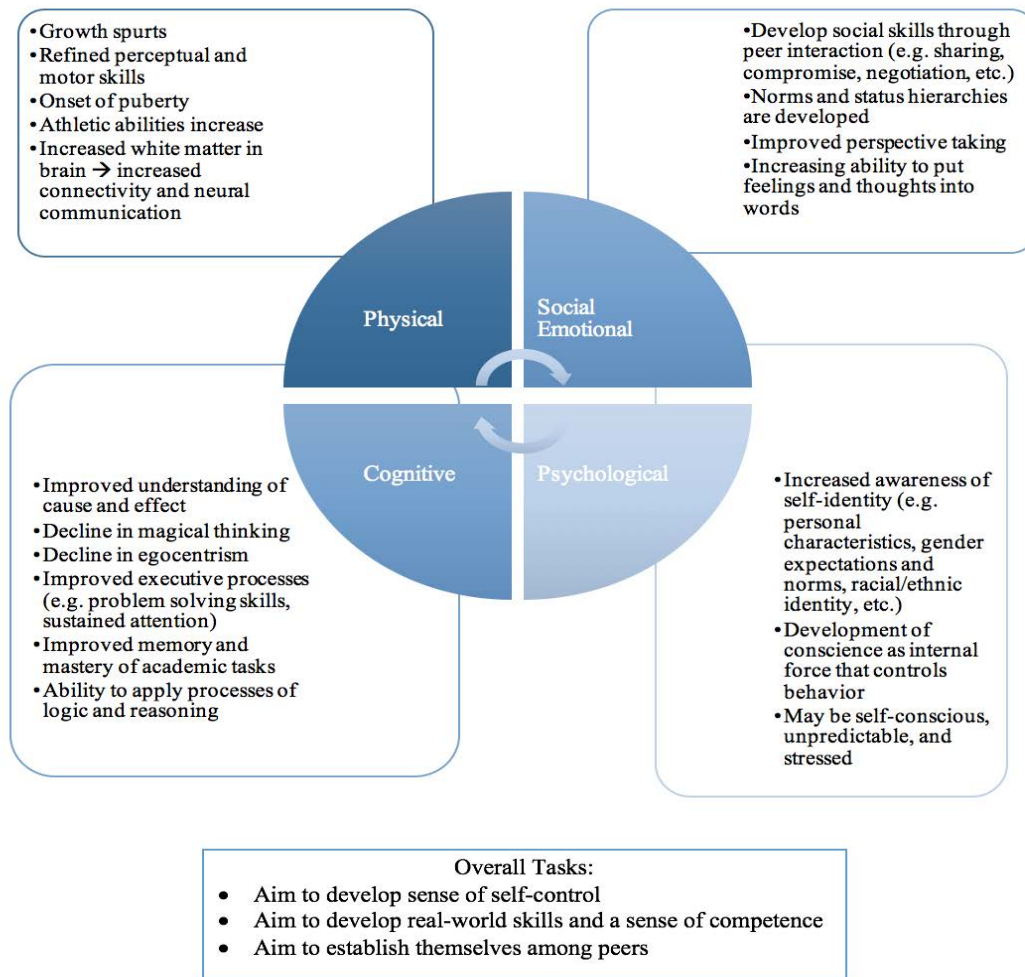 •Growth spurts
•Refined perceptual and
motor skills
•Onset of puberty
•Athletic abilities increase
•Increased white matter in
brain → increased
connectivity and neural
communication
•Develop social skills through
peer interaction (e.g. sharing,
compromise, negotiation, etc.)
•Norms and status hierarchies
are developed
•Improved perspective taking
•Increasing ability to put
feelings and thoughts into
words
Physical
Social
Emotional
Cognitive
Psychological
•Improved understanding of
cause and effect
•Decline in magical thinking
•Decline in egocentrism
•Improved executive processes
(e.g. problem solving skills,
sustained attention)
•Improved memory and
mastery of academic tasks
•Ability to apply processes of
logic and reasoning
•Increased awareness of
self-identity (e.g.
personal
characteristics, gender
expectations and
norms, racial/ethnic
identity, etc.)
•Development of
conscience as internal
force that controls
behavior
•May be self-conscious,
unpredictable, and
stressed
Overall Tasks:
• Aim to develop sense of self-control
• Aim to develop real-world skills and a sense of competence
• Aim to establish themselves among peers